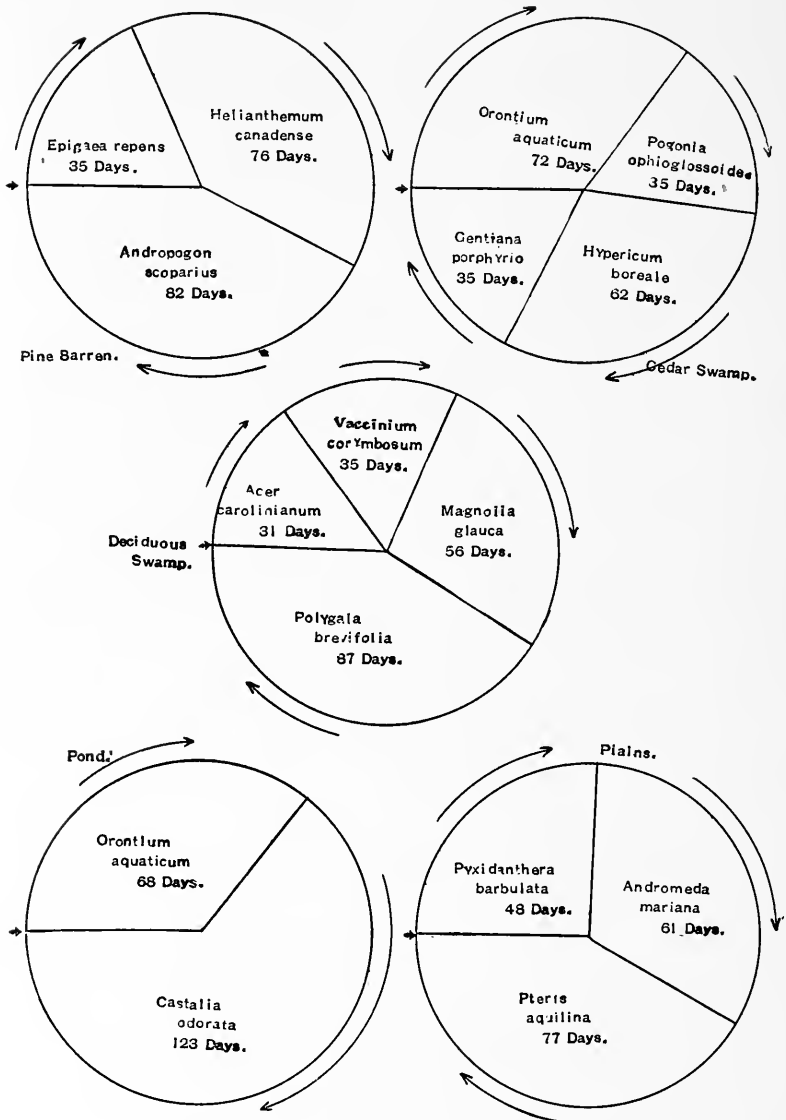 Epigaea repens
35 Days.
Helianthemum
canadense
76 Days.
Andropogon
scoparius
82 Days.
Pine Barren.
Orontium
aquaticum
72 Days.
Pogonia
ophioglossoide.
35 Days.
Hypericum
boreale
62 Days.
Gentiana
porphyrio
35 Days.
Cedar Swamp.
Deciduous
Swamp.
Acer
carolinianum
31 Days.
Vaccinium
corymbosum
35 Days.
Magnolia
glauca
56 Days.
Polygala
brevifolia
87 Days.
Pond.
Orontium
aquaticum
68 Days.
Castalia
odorata
123 Days.
Plains.
Pyxidanthera
barbulata
48 Days.
Andromeda
mariana
61 Days.
Pteris
aquilina
77 Days.